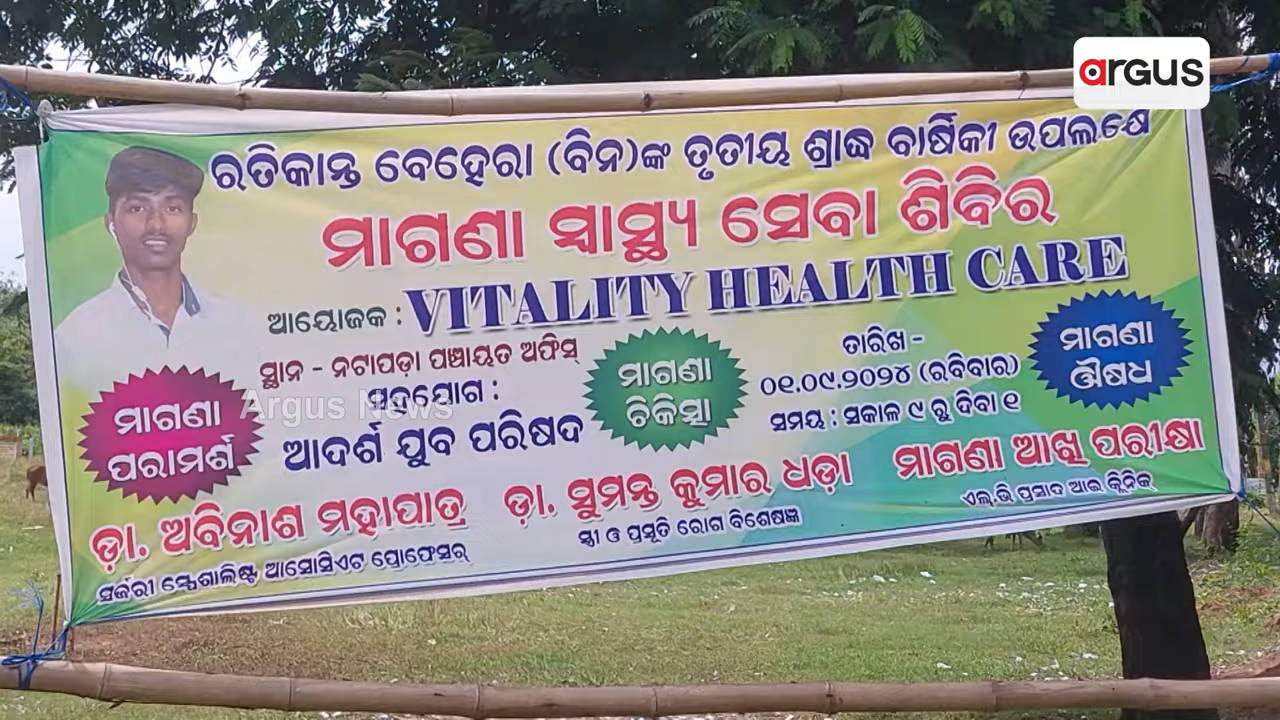 argus
ରତିକାନ୍ତ ବେହେରା (ବିନ)ଙ୍କ ତୃତୀୟ ଶ୍ରାଦ୍ଧ ବାର୍ଷିକୀ ଉପଲକ୍ଷେ
ମାଗଣା ସ୍ୱାସ୍ଥ୍ୟ ସେବା ଶିବିର
ଆୟୋଜକ : VITALITY HEALTH CARE
ସ୍ଥାନ - ନଟାପଡ଼ା ପଞ୍ଚାୟତ ଅଫିସ୍
ସହଯୋଗ :
Argus News
ଆଦର୍ଶ ଯୁବ ପରିଷଦ
ମାଗଣା
ପରାମର୍ଶ
ମାଗଣା
ଚିକିତ୍ସା
ତାରିଖ -
୦୧.୦୯.୨୦୨୪ (ରବିବାର)
ସମୟ : ସକାଳ ୯ ରୁ ଦିବା ୧
ମାଗଣା
ଔଷଧ
ଡ଼ା. ଅବିନାଶ ମହାପାତ୍ର
ସର୍ଜରୀ ସ୍ପେଶାଲିଷ୍ଟ ଆସୋସିଏଟ ପ୍ରୋଫେସର୍
ଡ଼ା. ସୁମନ୍ତ କୁମାର ଧଡ଼ା
ସ୍ତ୍ରୀ ଓ ପ୍ରସୂତି ରୋଗ ବିଶେଷଜ୍ଞ
ମାଗଣା ଆଖି ପରୀକ୍ଷା
ଏଲ୍.ଭି ପ୍ରସାଦ ଆଇ କ୍ଲିନିକ୍